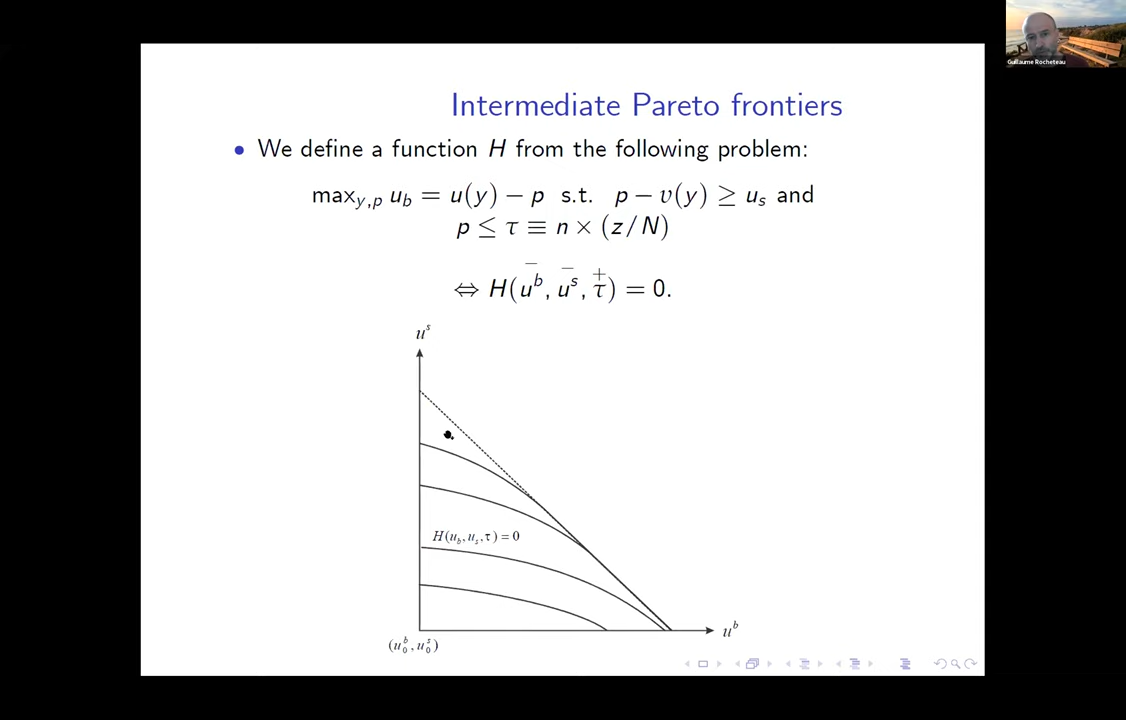 Guillaume Rocheteau
Intermediate Pareto frontiers
• We define a function H from the following problem:
max_{y,p} u_b = u(y) − p s.t. p − υ(y) ≥ u_s and
p ≤ τ ≡ n × (z/N)
⇔ H(u̅^b, u̅^s, τ^+) = 0.
u^s
H(u_b, u_s, τ) = 0
u^b
(u_0^b, u_0^s)